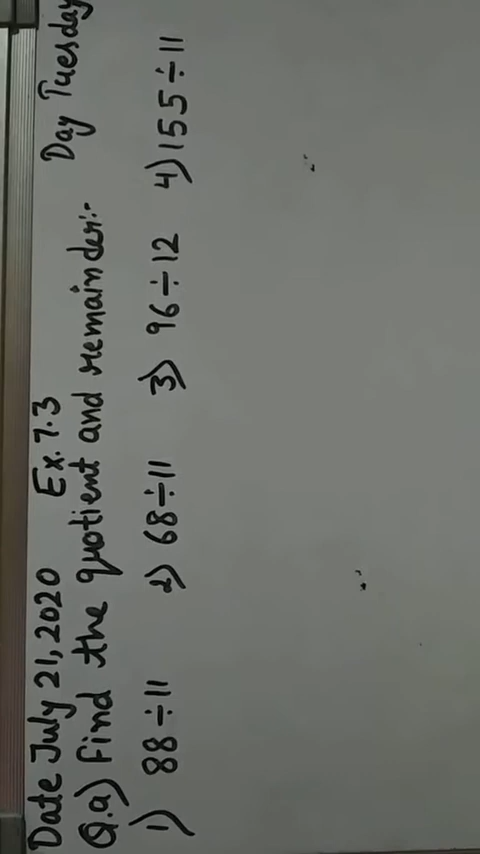 Date July 21, 2020 Ex. 7.3 Day Tuesday
Q.a) Find the quotient and remainder:-
1) 88÷11 2) 68÷11 3) 96÷12 4) 155÷11